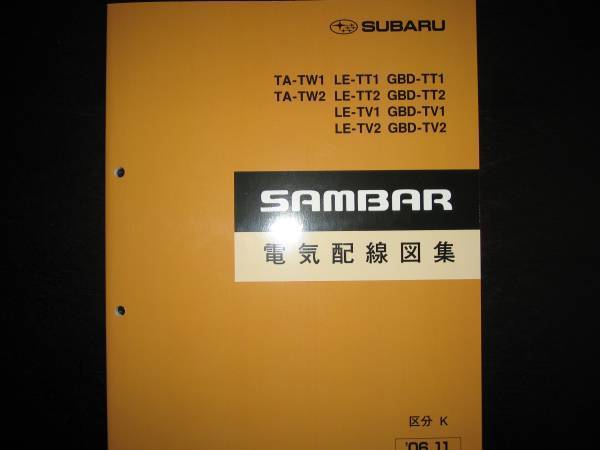 SUBARU
TA-TW1 LE-TT1 GBD-TT1
TA-TW2 LE-TT2 GBD-TT2
LE-TV1 GBD-TV1
LE-TV2 GBD-TV2
SAMBAR
電気配線図集
区分 K
'06.11